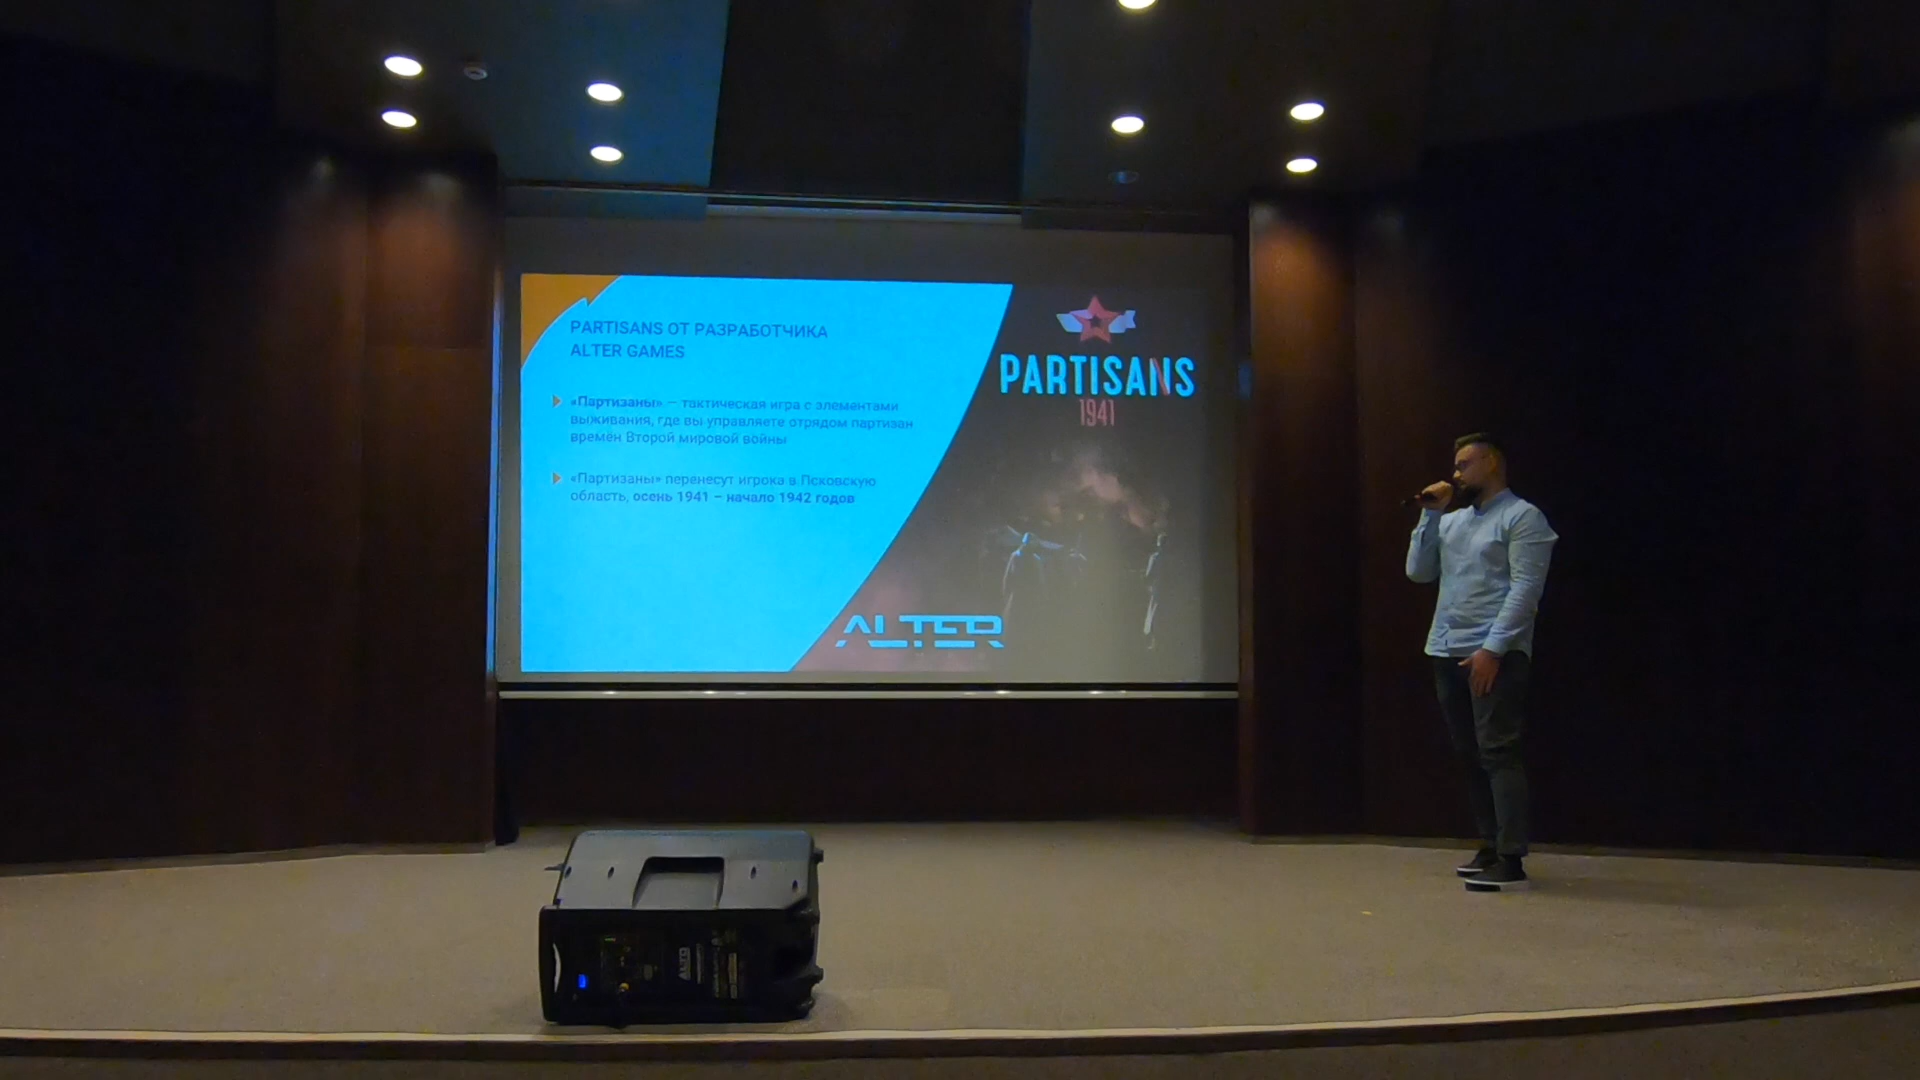 PARTISANS ОТ РАЗРАБОТЧИКА
ALTER GAMES
«Партизаны» — тактическая игра с элементами
выживания, где вы управляете отрядом партизан
времён Второй мировой войны
«Партизаны» перенесут игрока в Псковскую
область, осень 1941 – начало 1942 годов
PARTISANS
1941
ALTER
ALTO